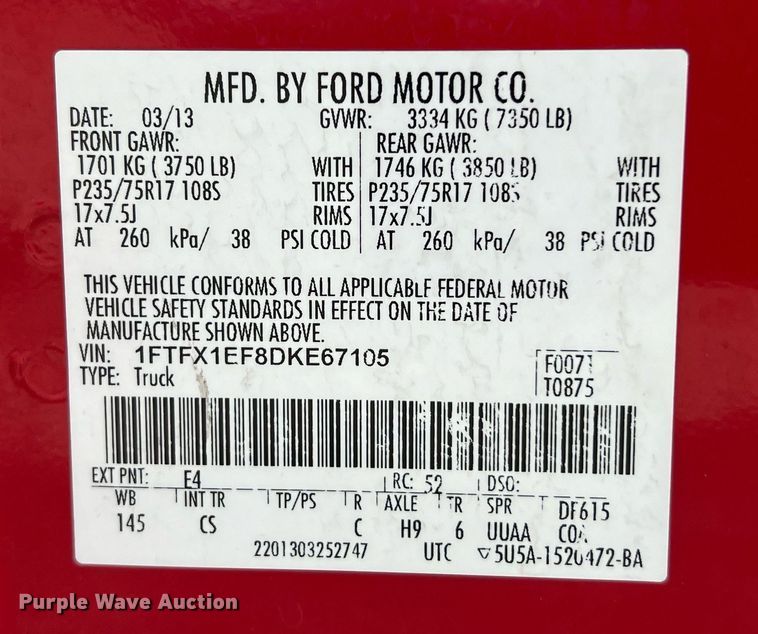 MFD. BY FORD MOTOR CO.
DATE: 03/13 GVWR: 3334 KG ( 7350 LB)
FRONT GAWR: REAR GAWR:
1701 KG ( 3750 LB) WITH 1746 KG ( 3850 LB) WITH
P235/75R17 108S TIRES P235/75R17 108S TIRES
17x7.5J RIMS 17x7.5J RIMS
AT 260 kPa/ 38 PSI COLD AT 260 kPa/ 38 PSI COLD
THIS VEHICLE CONFORMS TO ALL APPLICABLE FEDERAL MOTOR
VEHICLE SAFETY STANDARDS IN EFFECT ON THE DATE OF
MANUFACTURE SHOWN ABOVE.
VIN: 1FTFX1EF8DKE67105 F0071
TYPE: Truck T0875
EXT PNT: E4 RC: 52 DSO:
WB INT TR TP/PS R AXLE TR SPR DF615
145 CS C H9 6 UUAA COA
2201303252747 UTC ▽5U5A-1520472-BA
Purple Wave Auction